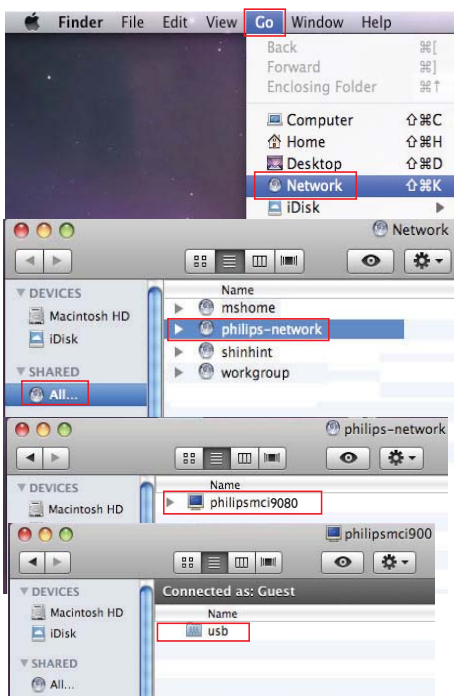 Finder File Edit View Go Window Help
Back ⌘[
Forward ⌘]
Enclosing Folder ⌘↑
Computer ⇧⌘C
Home ⇧⌘H
Desktop ⇧⌘D
Network ⇧⌘K
iDisk
Network
DEVICES
Macintosh HD
iDisk
SHARED
All...
Name
mshome
philips-network
shinhint
workgroup
philips-network
DEVICES
Macintosh HD
Name
philipsmci9080
philipsmci900
DEVICES
Macintosh HD
iDisk
SHARED
All...
Connected as: Guest
Name
usb